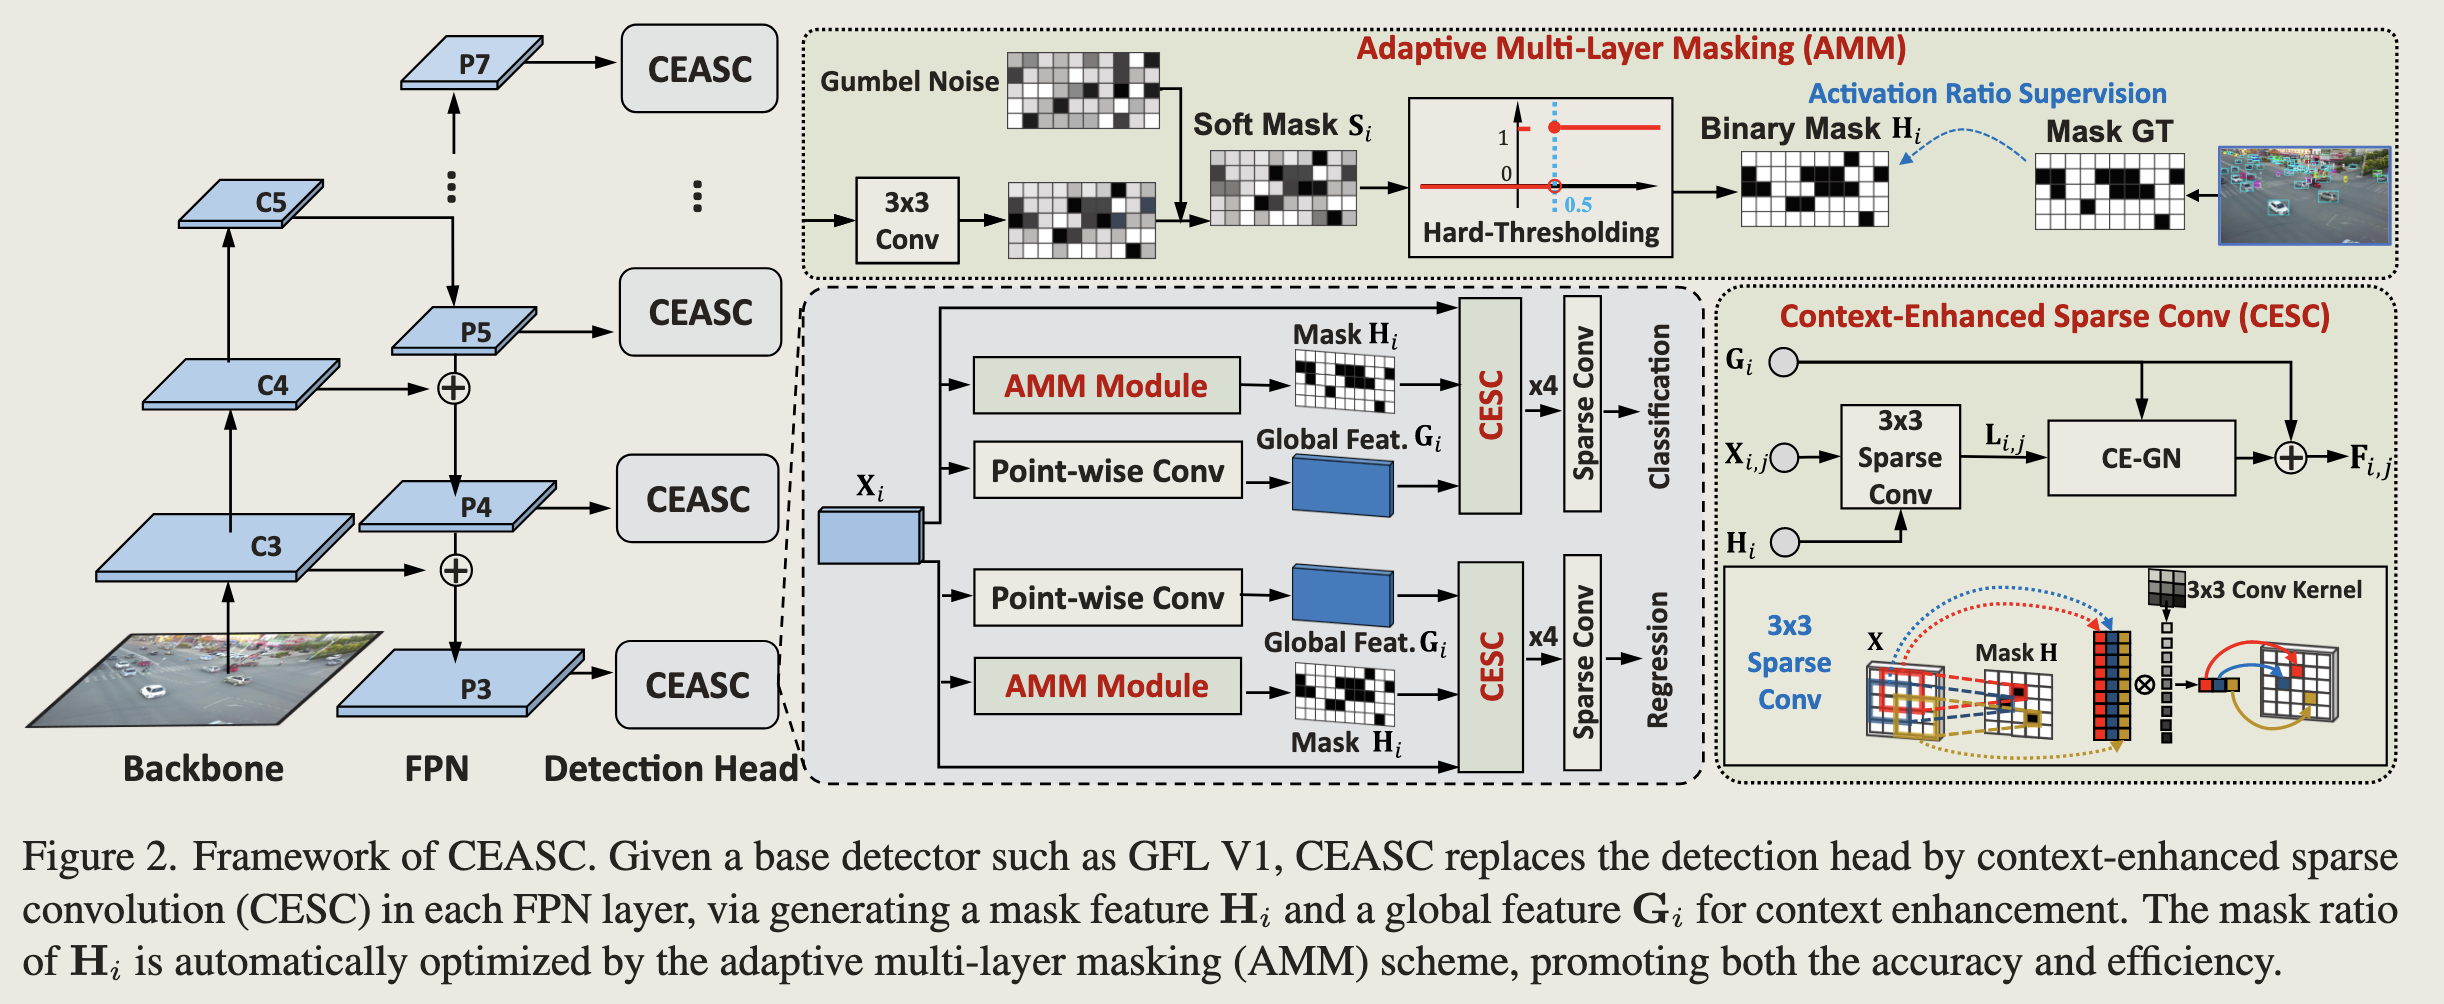 P7
CEASC
C5
P5
CEASC
C4
P4
CEASC
C3
P3
CEASC
Backbone
FPN
Detection Head
Adaptive Multi-Layer Masking (AMM)
Gumbel Noise
3x3
Conv
Soft Mask S_i
1
0
0.5
Hard-Thresholding
Activation Ratio Supervision
Binary Mask H_i
Mask GT
X_i
AMM Module
Mask H_i
Point-wise Conv
Global Feat. G_i
CESC
x4
Sparse Conv
Classification
Point-wise Conv
Global Feat. G_i
AMM Module
Mask H_i
CESC
x4
Sparse Conv
Regression
Context-Enhanced Sparse Conv (CESC)
G_i
X_{i,j}
H_i
3x3
Sparse
Conv
L_{i,j}
CE-GN
F_{i,j}
3x3
Sparse
Conv
X
Mask H
3x3 Conv Kernel
Figure 2. Framework of CEASC. Given a base detector such as GFL V1, CEASC replaces the detection head by context-enhanced sparse
convolution (CESC) in each FPN layer, via generating a mask feature H_i and a global feature G_i for context enhancement. The mask ratio
of H_i is automatically optimized by the adaptive multi-layer masking (AMM) scheme, promoting both the accuracy and efficiency.